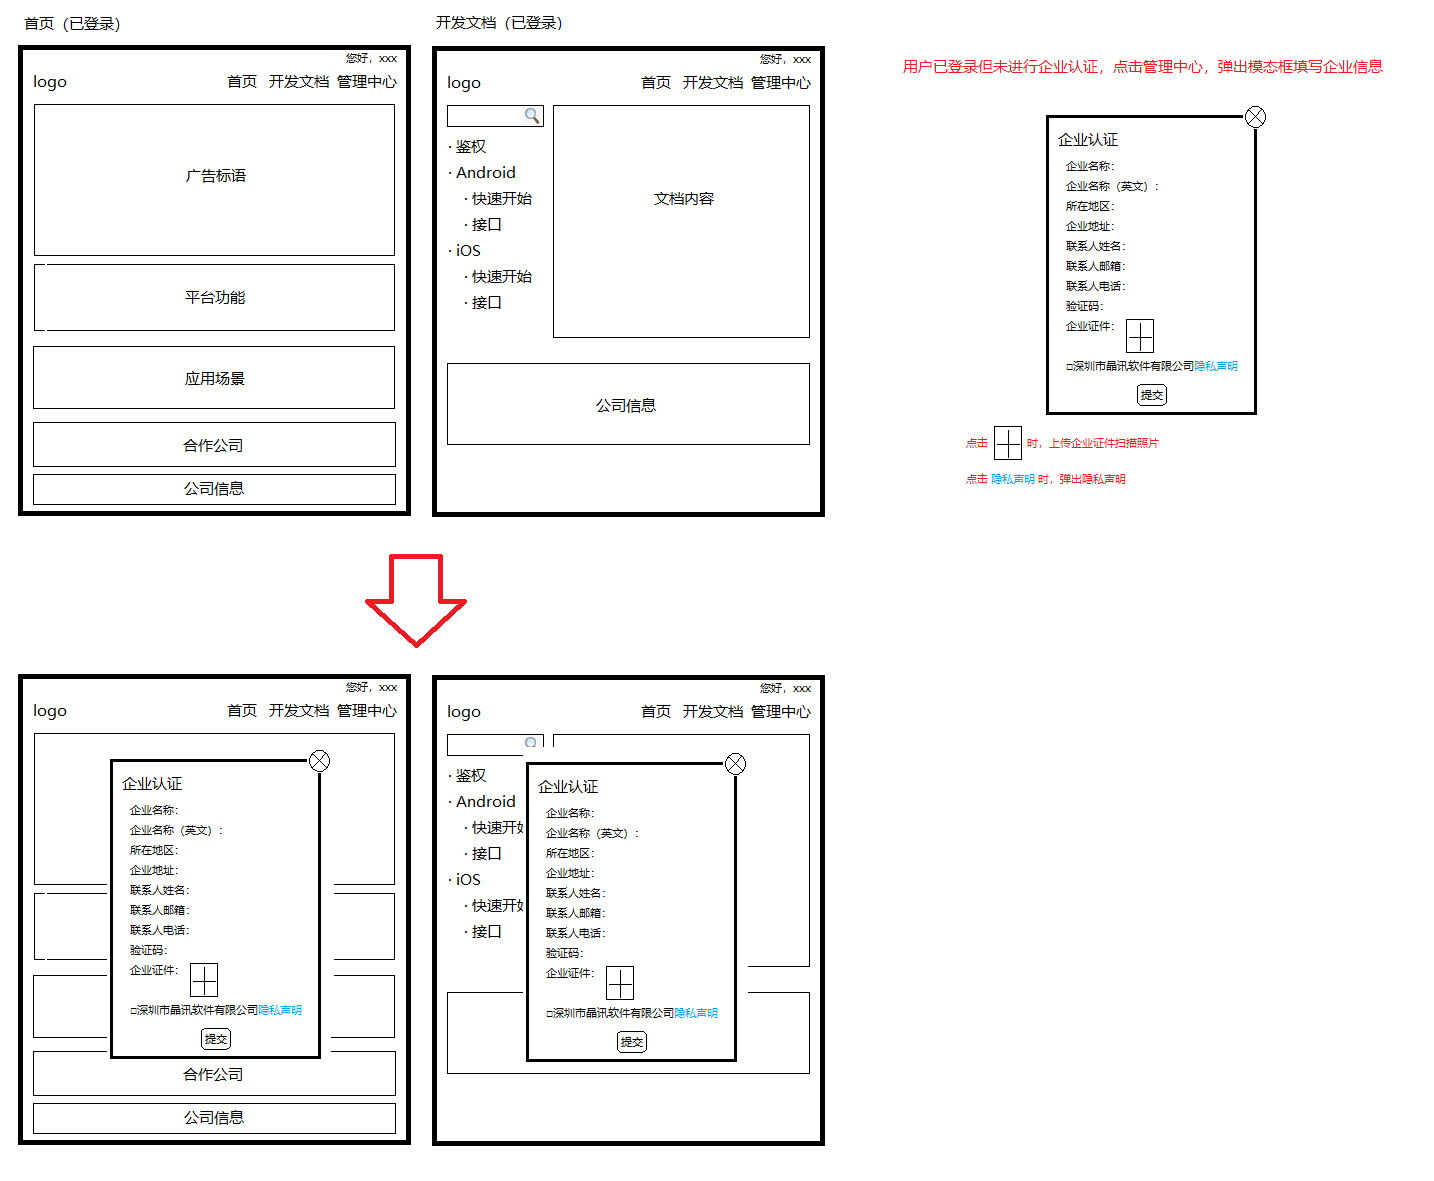 首页（已登录）
您好，xxx
logo
首页 开发文档 管理中心
广告标语
平台功能
应用场景
合作公司
公司信息
开发文档（已登录）
您好，xxx
logo
首页 开发文档 管理中心
· 鉴权
· Android
· 快速开始
· 接口
· iOS
· 快速开始
· 接口
文档内容
公司信息
用户已登录但未进行企业认证，点击管理中心，弹出模态框填写企业信息
企业认证
企业名称：
企业名称（英文）：
所在地区：
企业地址：
联系人姓名：
联系人邮箱：
联系人电话：
验证码：
企业证件：
□深圳市晶讯软件有限公司隐私声明
提交
点击 时，上传企业证件扫描照片
点击 隐私声明 时，弹出隐私声明
您好，xxx
logo
首页 开发文档 管理中心
企业认证
企业名称：
企业名称（英文）：
所在地区：
企业地址：
联系人姓名：
联系人邮箱：
联系人电话：
验证码：
企业证件：
□深圳市晶讯软件有限公司隐私声明
提交
合作公司
公司信息
您好，xxx
logo
首页 开发文档 管理中心
· 鉴权
· Android
· 快速开始
· 接口
· iOS
· 快速开始
· 接口
企业认证
企业名称：
企业名称（英文）：
所在地区：
企业地址：
联系人姓名：
联系人邮箱：
联系人电话：
验证码：
企业证件：
□深圳市晶讯软件有限公司隐私声明
提交